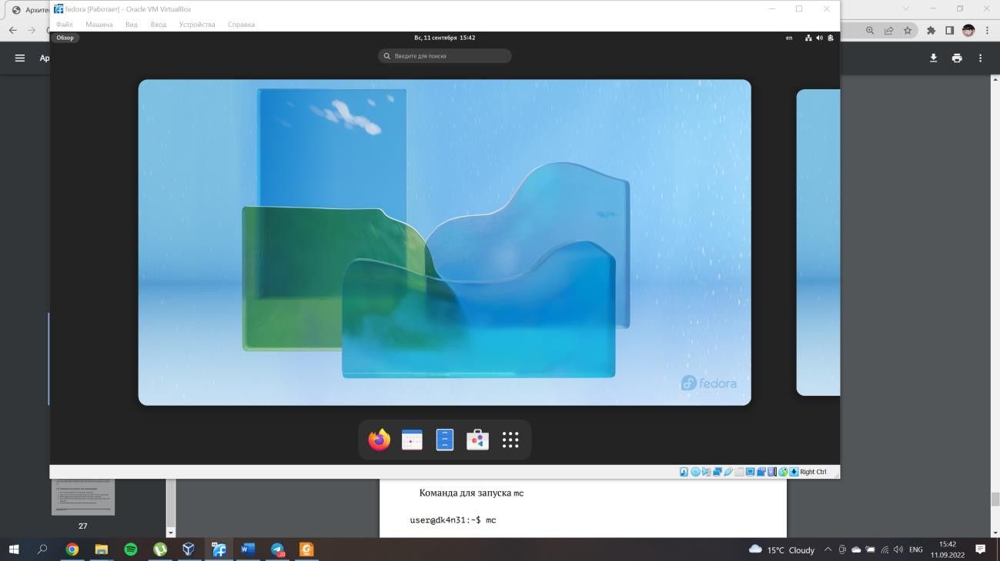 Архите
fedora [Работает] - Oracle VM VirtualBox
Файл Машина Вид Ввод Устройства Справка
Обзор
Вс, 11 сентября 15:42
en
Ар
Введите для поиска
fedora
Right Ctrl
Команда для запуска mc
user@dk4n31:~$ mc
27
20
15°C Cloudy
ENG
15:42
11.09.2022